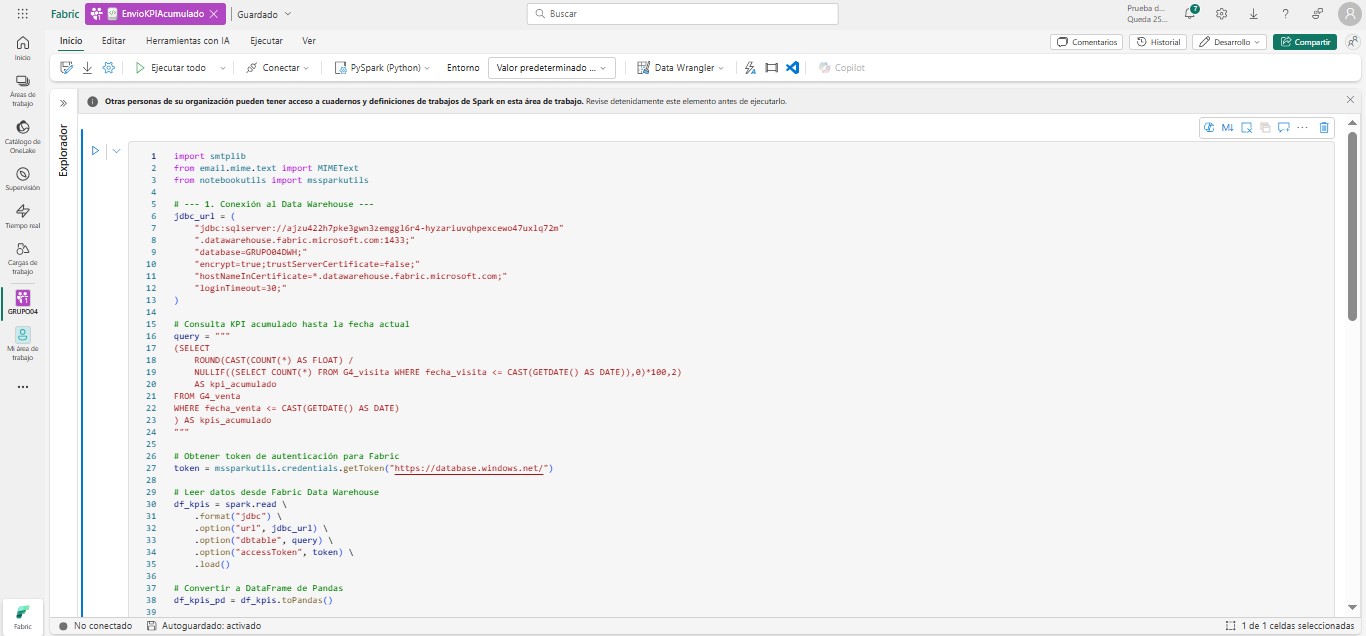 Fabric
EnvioKPIAcumulado
Guardado
Buscar
Prueba d...
Queda 25...
7
Inicio
Editar
Herramientas con IA
Ejecutar
Ver
Comentarios
Historial
Desarrollo
Compartir
Ejecutar todo
Conectar
PySpark (Python)
Entorno
Valor predeterminado ...
Data Wrangler
Copilot
Inicio
Áreas de
trabajo
Catálogo de
OneLake
Supervisión
Tiempo real
Cargas de
trabajo
GRUPO04
Mi área de
trabajo
Fabric
Explorador
Otras personas de su organización pueden tener acceso a cuadernos y definiciones de trabajos de Spark en esta área de trabajo. Revise detenidamente este elemento antes de ejecutarlo.
M↓
1 import smtplib
2 from email.mime.text import MIMEText
3 from notebookutils import mssparkutils
4
5 # --- 1. Conexión al Data Warehouse ---
6 jdbc_url = (
7 "jdbc:sqlserver://ajzu422h7pke3gwn3zemggl6r4-hyzariuvqhpexcewo47uxlq72m"
8 ".datawarehouse.fabric.microsoft.com:1433;"
9 "database=GRUPO04DWH;"
10 "encrypt=true;trustServerCertificate=false;"
11 "hostNameInCertificate=*.datawarehouse.fabric.microsoft.com;"
12 "loginTimeout=30;"
13 )
14
15 # Consulta KPI acumulado hasta la fecha actual
16 query = """
17 (SELECT
18 ROUND(CAST(COUNT(*) AS FLOAT) /
19 NULLIF((SELECT COUNT(*) FROM G4_visita WHERE fecha_visita <= CAST(GETDATE() AS DATE)),0)*100,2)
20 AS kpi_acumulado
21 FROM G4_venta
22 WHERE fecha_venta <= CAST(GETDATE() AS DATE)
23 ) AS kpis_acumulado
24 """
25
26 # Obtener token de autenticación para Fabric
27 token = mssparkutils.credentials.getToken("https://database.windows.net/")
28
29 # Leer datos desde Fabric Data Warehouse
30 df_kpis = spark.read \
31 .format("jdbc") \
32 .option("url", jdbc_url) \
33 .option("dbtable", query) \
34 .option("accessToken", token) \
35 .load()
36
37 # Convertir a DataFrame de Pandas
38 df_kpis_pd = df_kpis.toPandas()
39
No conectado
Autoguardado: activado
1 de 1 celdas seleccionadas